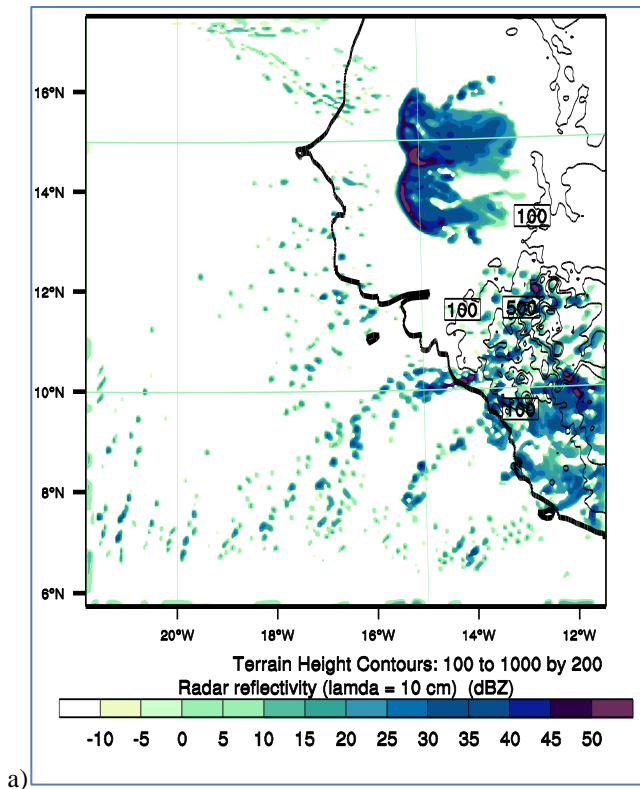 16°N
14°N
12°N
10°N
8°N
6°N
100
100
500
100
20°W 18°W 16°W 14°W 12°W
Terrain Height Contours: 100 to 1000 by 200
Radar reflectivity (lamda = 10 cm) (dBZ)
-10 -5 0 5 10 15 20 25 30 35 40 45 50
a)